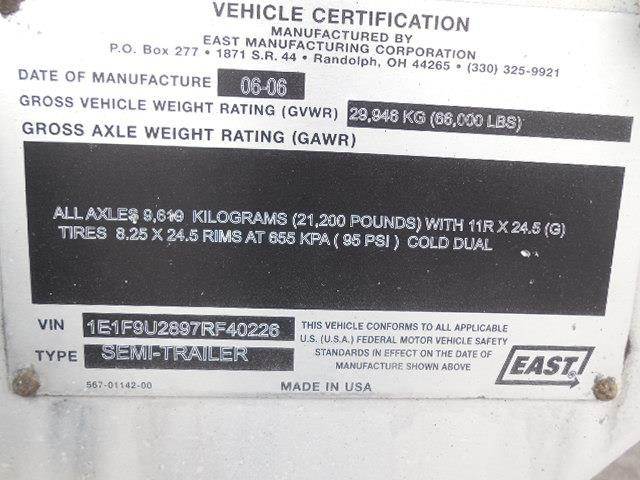 VEHICLE CERTIFICATION
MANUFACTURED BY
EAST MANUFACTURING CORPORATION
P.O. Box 277 • 1871 S.R. 44 • Randolph, OH 44265 • (330) 325-9921
DATE OF MANUFACTURE 06-06
GROSS VEHICLE WEIGHT RATING (GVWR) 29,946 KG (66,000 LBS)
GROSS AXLE WEIGHT RATING (GAWR)
ALL AXLES 9,619 KILOGRAMS (21,200 POUNDS) WITH 11R X 24.5 (G)
TIRES 8.25 X 24.5 RIMS AT 655 KPA ( 95 PSI ) COLD DUAL
VIN 1E1F9U2897RF40226
TYPE SEMI-TRAILER
THIS VEHICLE CONFORMS TO ALL APPLICABLE
U.S. (U.S.A.) FEDERAL MOTOR VEHICLE SAFETY
STANDARDS IN EFFECT ON THE DATE OF
MANUFACTURE SHOWN ABOVE
EAST
567-01142-00
MADE IN USA